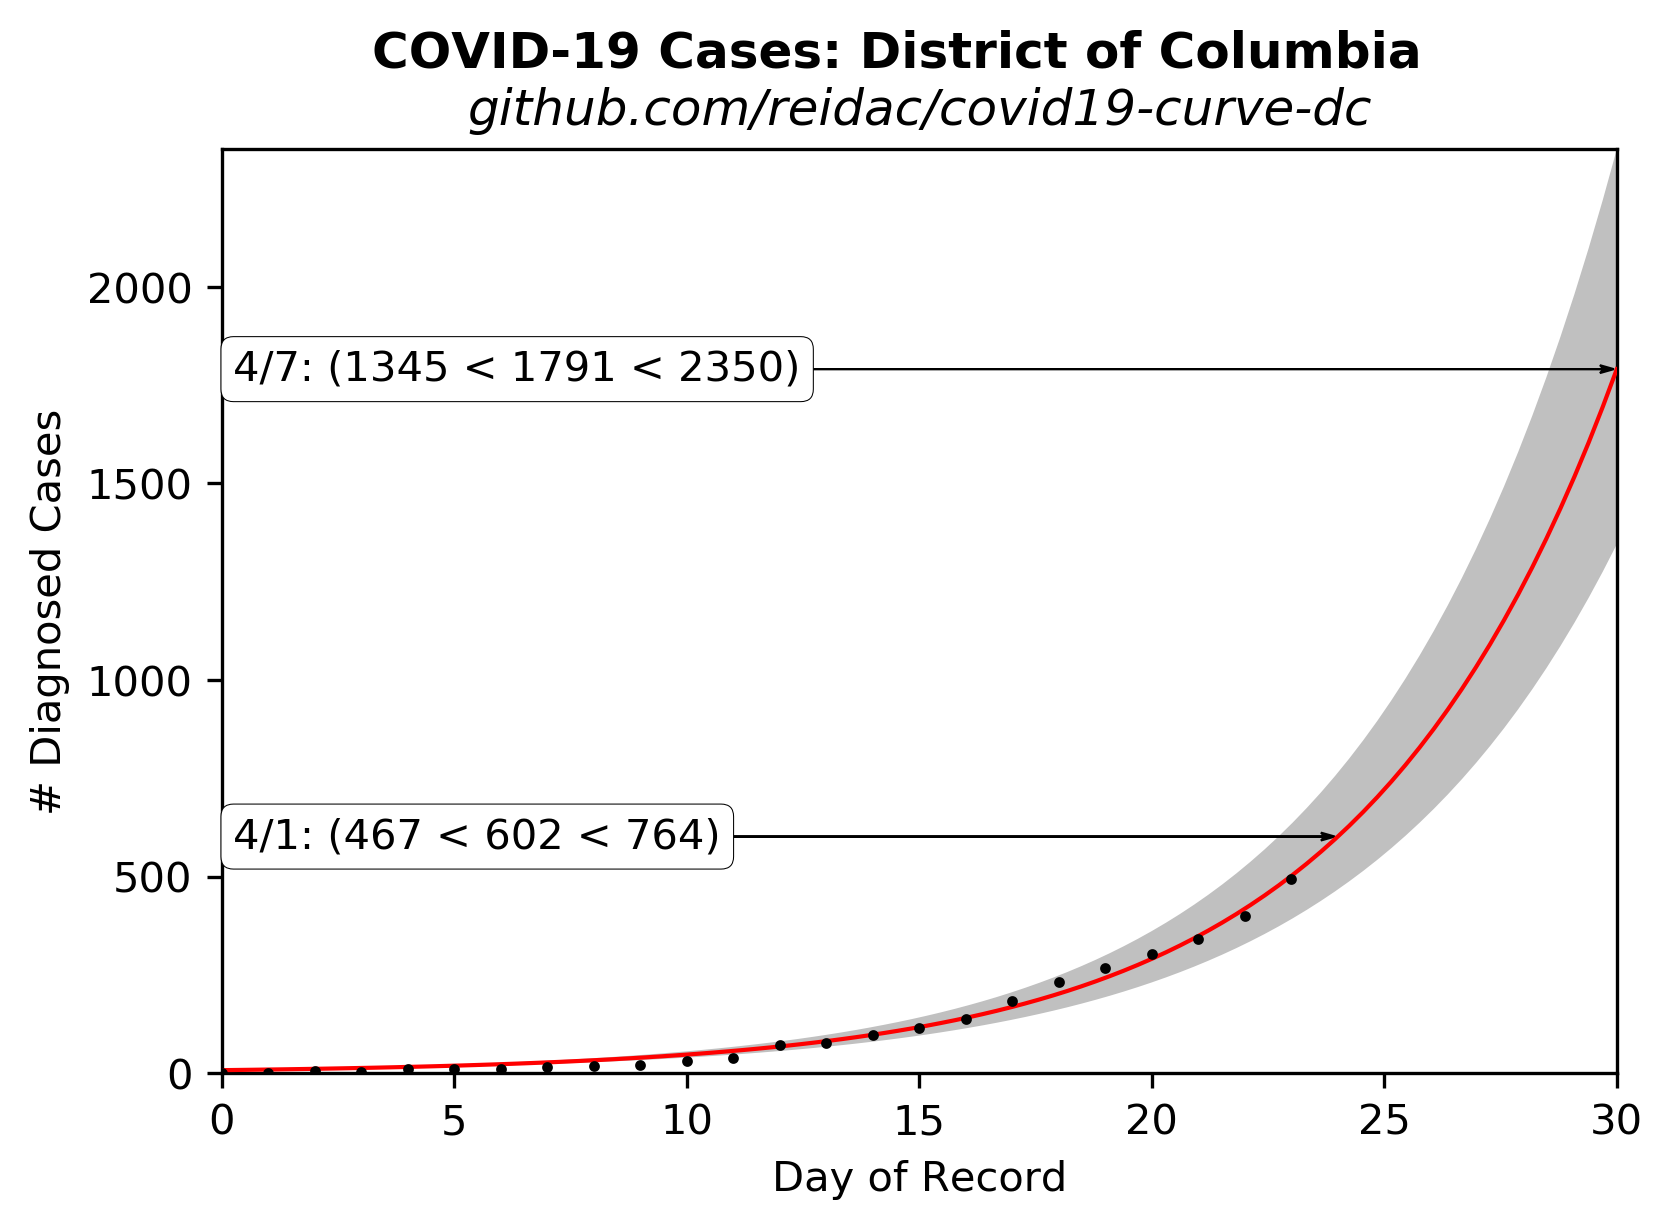 COVID-19 Cases: District of Columbia
github.com/reidac/covid19-curve-dc
# Diagnosed Cases
2000
1500
1000
500
0
4/7: (1345 < 1791 < 2350)
4/1: (467 < 602 < 764)
0 5 10 15 20 25 30
Day of Record